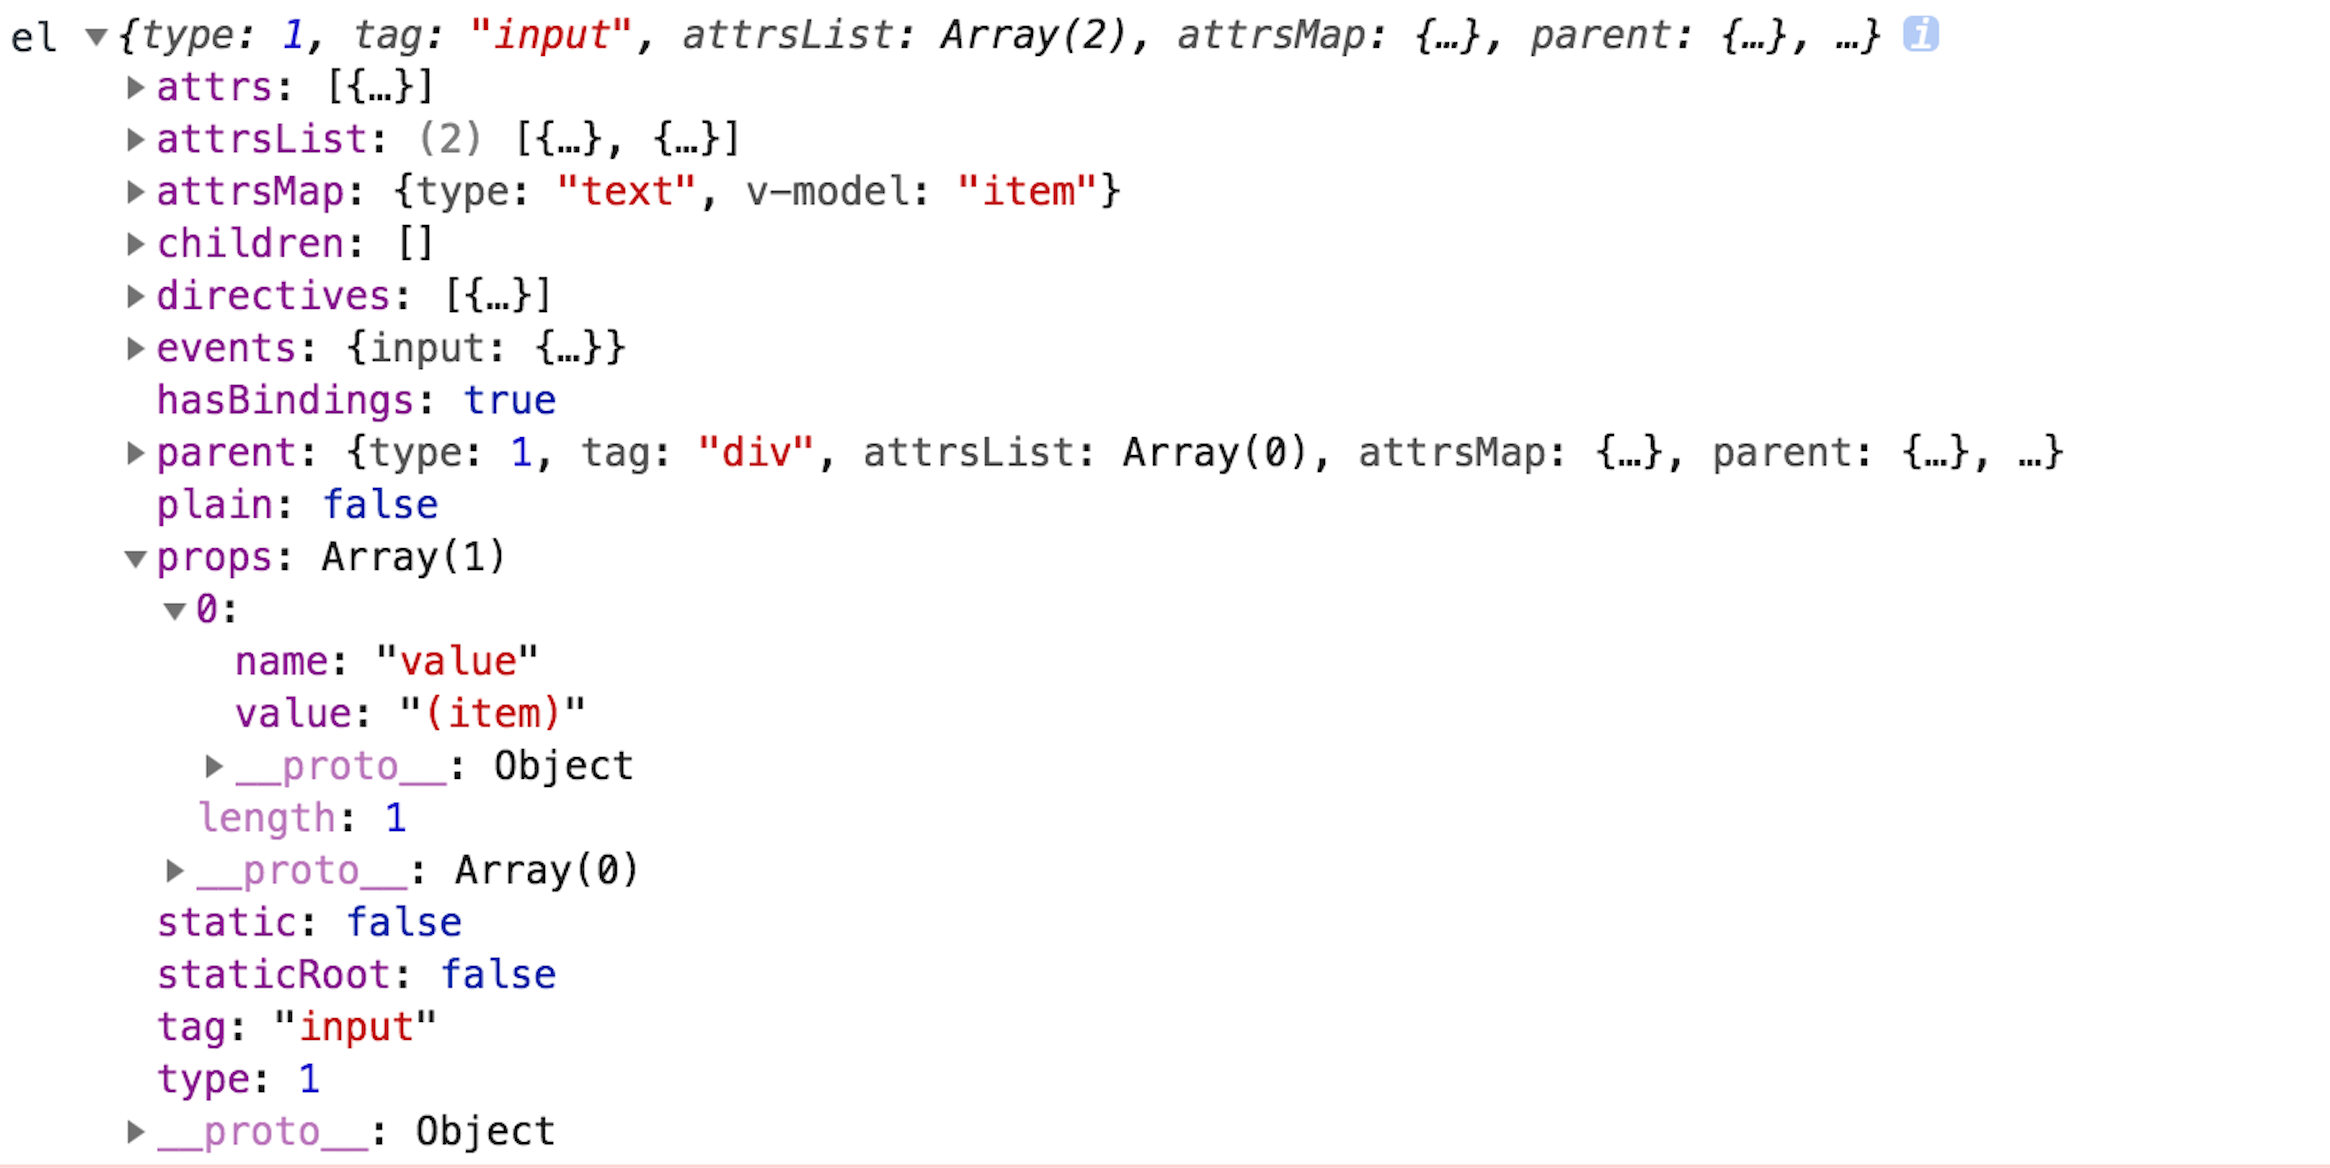 el ▼{type: 1, tag: "input", attrsList: Array(2), attrsMap: {…}, parent: {…}, …} i
▶attrs: [{…}]
▶attrsList: (2) [{…}, {…}]
▶attrsMap: {type: "text", v-model: "item"}
▶children: []
▶directives: [{…}]
▶events: {input: {…}}
hasBindings: true
▶parent: {type: 1, tag: "div", attrsList: Array(0), attrsMap: {…}, parent: {…}, …}
plain: false
▼props: Array(1)
▼0:
name: "value"
value: "(item)"
▶__proto__: Object
length: 1
▶__proto__: Array(0)
static: false
staticRoot: false
tag: "input"
type: 1
▶__proto__: Object